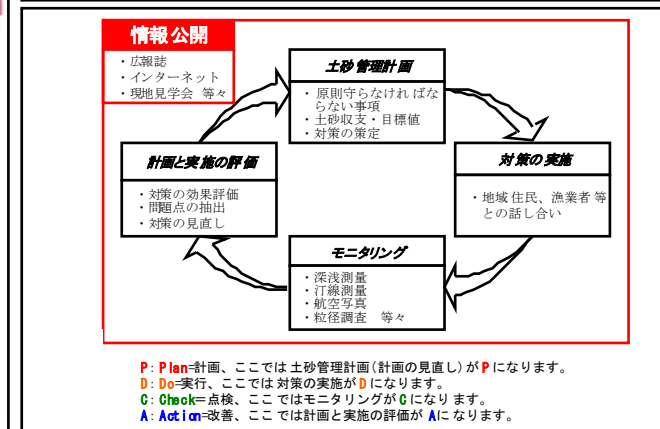 情報公開
・広報誌
・インターネット
・現地見学会 等々
土砂管理計画
・原則守らなければな
らない事項
・土砂収支・目標値
・対策の策定
計画と実施の評価
・対策の効果評価
・問題点の抽出
・対策の見直し
対策の実施
・地域住民、漁業者等
との話し合い
モニタリング
・深浅測量
・汀線測量
・航空写真
・粒径調査 等々
P:Plan=計画、ここでは土砂管理計画(計画の見直し)がPになります。
D:Do=実行、ここでは対策の実施がDになります。
C:Check=点検、ここではモニタリングがCになります。
A:Action=改善、ここでは計画と実施の評価がAになります。